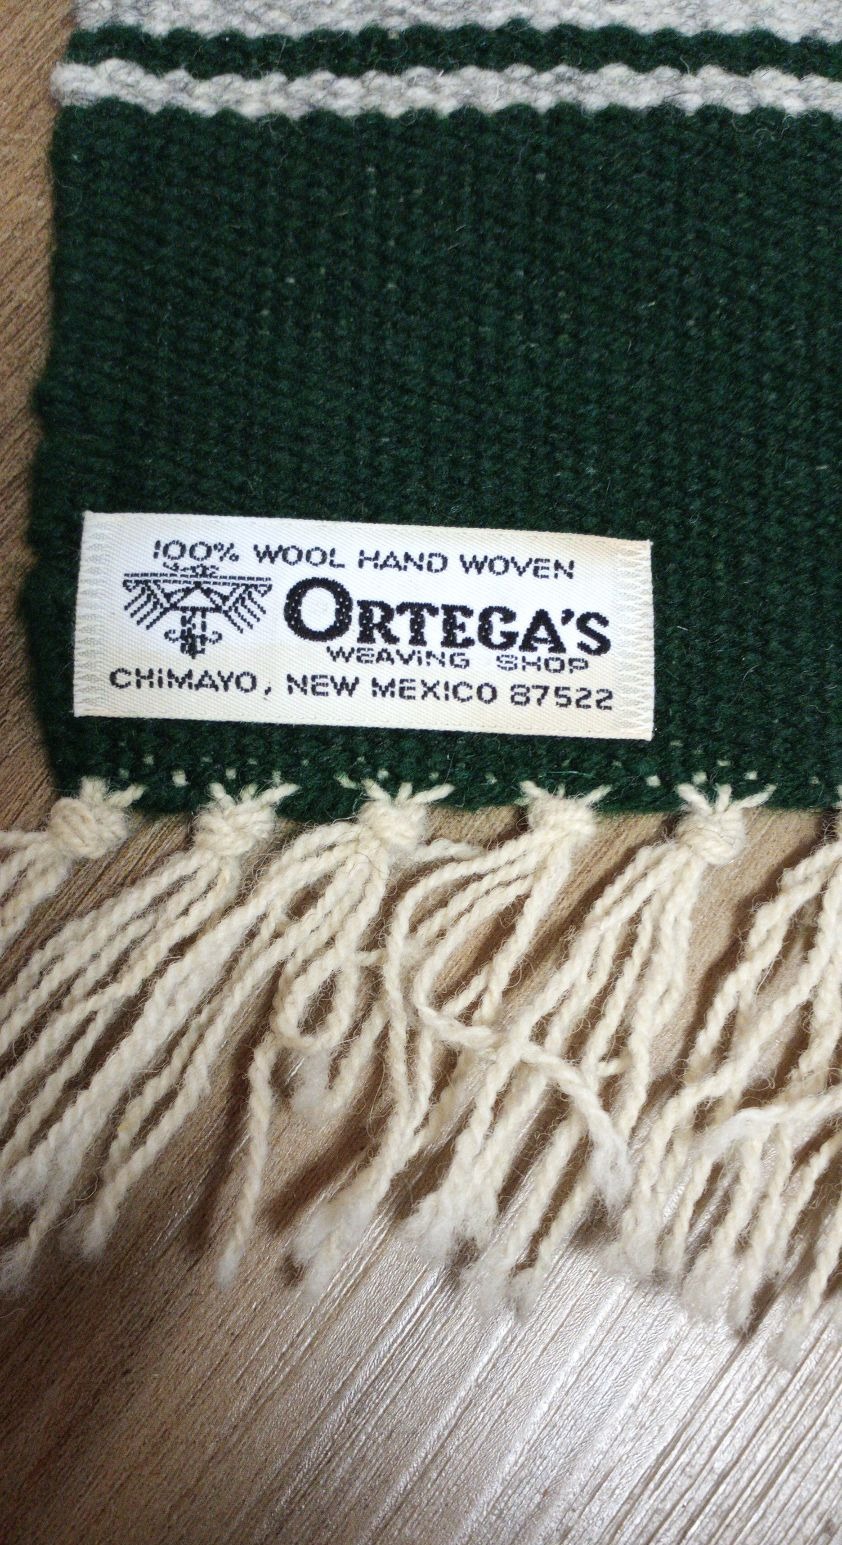 100% WOOL HAND WOVEN
ORTEGA'S
WEAVING SHOP
CHIMAYO, NEW MEXICO 87522